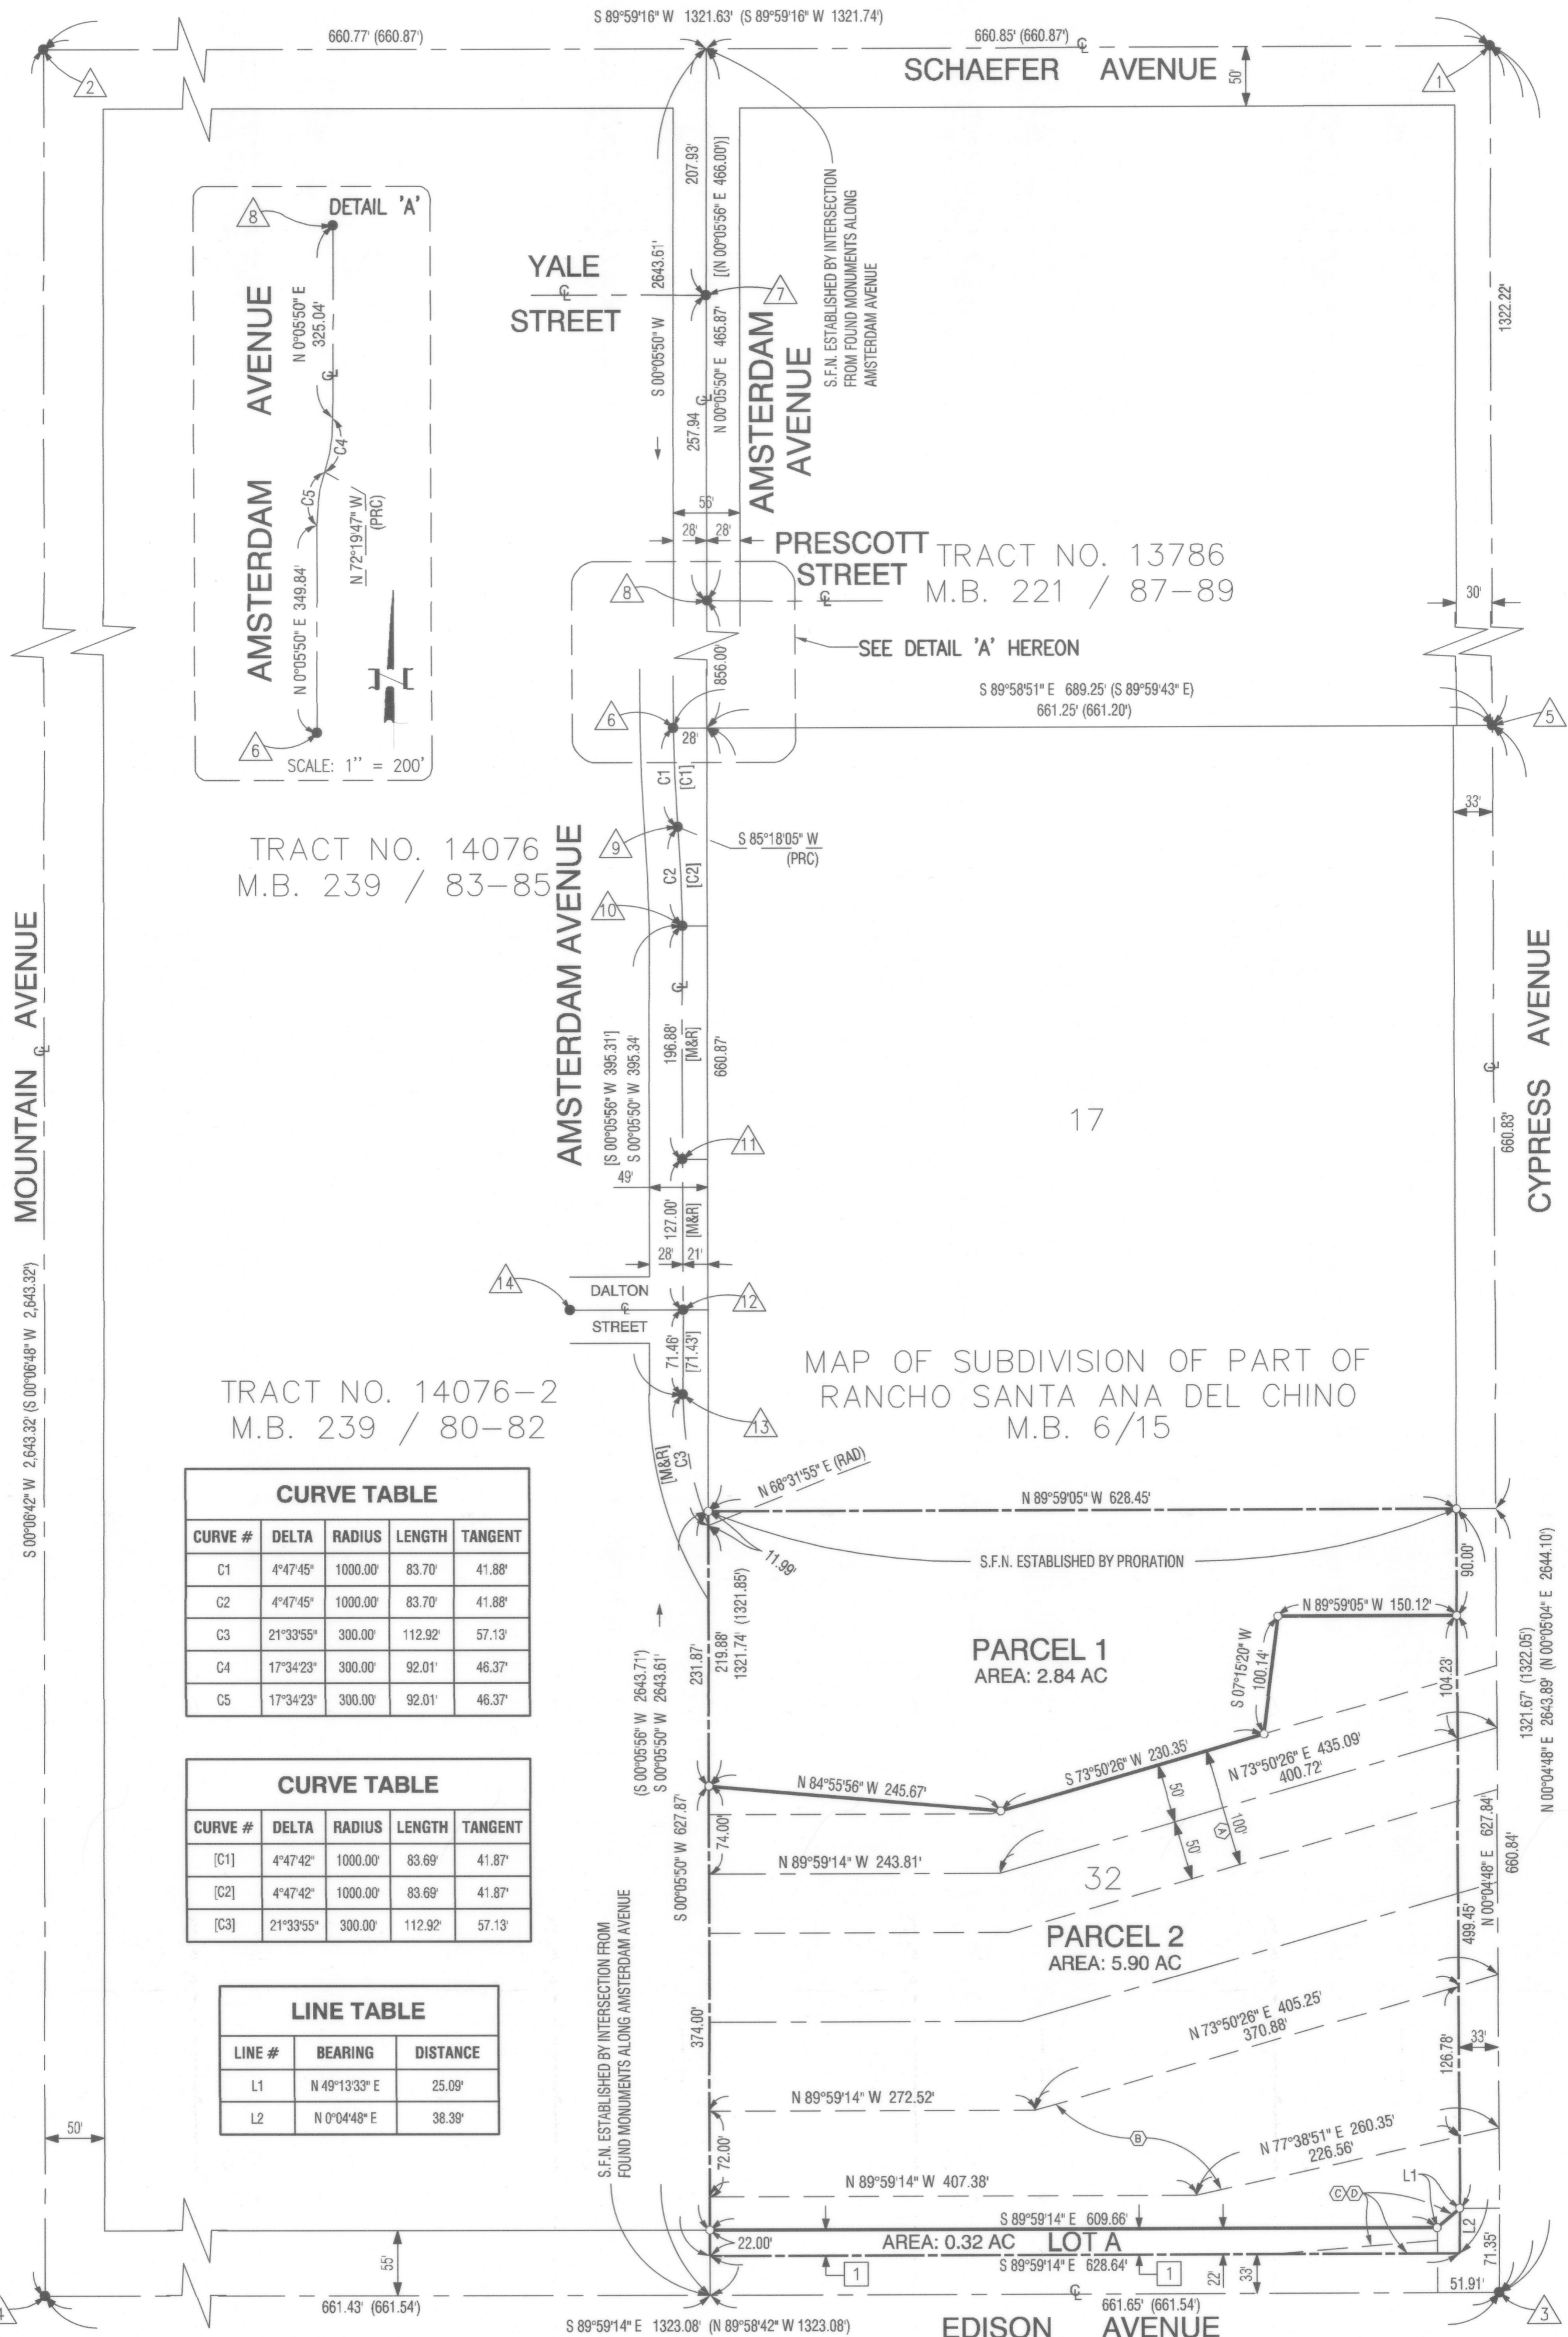 S 89°59'16" W 1321.63' (S 89°59'16" W 1321.74')
660.77' (660.87')
660.85' (660.87') ℄
SCHAEFER AVENUE
50'
1
2
207.93'
[(N 00°05'56" E 466.00')]
S.F.N. ESTABLISHED BY INTERSECTION
FROM FOUND MONUMENTS ALONG
AMSTERDAM AVENUE
S 00°05'50" W 2643.61'
YALE
℄
STREET
7
N 00°05'50" E 465.87'
257.94
℄
AMSTERDAM
AVENUE
1322.22'
DETAIL 'A'
8
AMSTERDAM AVENUE
N 0°05'50" E
325.04'
℄
C4
C5
N 72°19'47" W
(PRC)
N 0°05'50" E 349.84'
6
SCALE: 1'' = 200'
56'
28'
28'
PRESCOTT
STREET
℄
8
TRACT NO. 13786
M.B. 221 / 87-89
30'
SEE DETAIL 'A' HEREON
856.00'
S 89°58'51" E 689.25' (S 89°59'43" E)
661.25' (661.20')
6
28'
5
33'
C1
[C1]
TRACT NO. 14076
M.B. 239 / 83-85
9
S 85°18'05" W
(PRC)
C2
[C2]
10
AMSTERDAM AVENUE
℄
MOUNTAIN ℄ AVENUE
CYPRESS AVENUE
℄
[S 00°05'56" W 395.31']
S 00°05'50" W 395.34'
196.88'
[M&R]
660.87'
17
660.83'
11
49'
127.00'
[M&R]
28'
21'
14
DALTON
℄
STREET
12
71.46'
[71.43']
S 00°06'42" W 2,643.32' (S 00°06'48" W 2,643.32')
TRACT NO. 14076-2
M.B. 239 / 80-82
13
MAP OF SUBDIVISION OF PART OF
RANCHO SANTA ANA DEL CHINO
M.B. 6/15
[M&R]
C3
N 68°31'55" E (RAD)
N 89°59'05" W 628.45'
CURVE TABLE
CURVE # DELTA RADIUS LENGTH TANGENT
C1 4°47'45" 1000.00' 83.70' 41.88'
C2 4°47'45" 1000.00' 83.70' 41.88'
C3 21°33'55" 300.00' 112.92' 57.13'
C4 17°34'23" 300.00' 92.01' 46.37'
C5 17°34'23" 300.00' 92.01' 46.37'
11.99'
S.F.N. ESTABLISHED BY PRORATION
90.00'
N 89°59'05" W 150.12'
PARCEL 1
AREA: 2.84 AC
S 07°15'20" W
100.14'
104.23'
231.87'
219.88'
1321.74' (1321.85')
(S 00°05'56" W 2643.71')
S 00°05'50" W 2643.61'
1321.67' (1322.05')
N 00°04'48" E 2643.89' (N 00°05'04" E 2644.10')
CURVE TABLE
CURVE # DELTA RADIUS LENGTH TANGENT
[C1] 4°47'42" 1000.00' 83.69' 41.87'
[C2] 4°47'42" 1000.00' 83.69' 41.87'
[C3] 21°33'55" 300.00' 112.92' 57.13'
N 84°55'56" W 245.67'
S 73°50'26" W 230.35'
N 73°50'26" E 435.09'
400.72'
50'
50'
100'
A
74.00'
N 89°59'14" W 243.81'
32
S 00°05'50" W 627.87'
N 00°04'48" E 627.84'
660.84'
499.45'
PARCEL 2
AREA: 5.90 AC
S.F.N. ESTABLISHED BY INTERSECTION FROM
FOUND MONUMENTS ALONG AMSTERDAM AVENUE
LINE TABLE
LINE # BEARING DISTANCE
L1 N 49°13'33" E 25.09'
L2 N 0°04'48" E 38.39'
374.00'
N 73°50'26" E 405.25'
370.88'
126.78'
33'
N 89°59'14" W 272.52'
50'
B
72.00'
N 77°38'51" E 260.35'
226.56'
N 89°59'14" W 407.38'
L1
C D
S 89°59'14" E 609.66'
22.00'
AREA: 0.32 AC LOT A
L2
71.35'
55'
1
S 89°59'14" E 628.64'
1
22'
33'
51.91'
4
661.43' (661.54')
℄
661.65' (661.54')
3
S 89°59'14" E 1323.08' (N 89°58'42" W 1323.08')
EDISON AVENUE